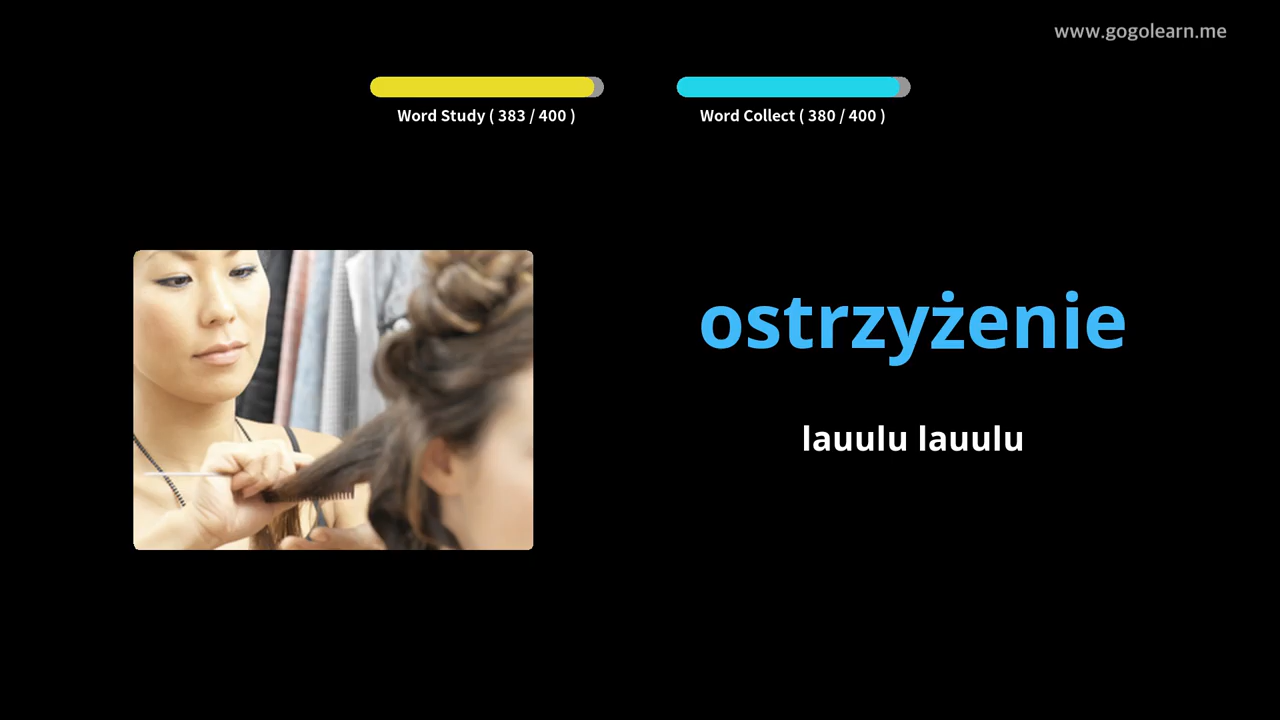 www.gogolearn.me
Word Study ( 383 / 400 )
Word Collect ( 380 / 400 )
ostrzyżenie
lauulu lauulu